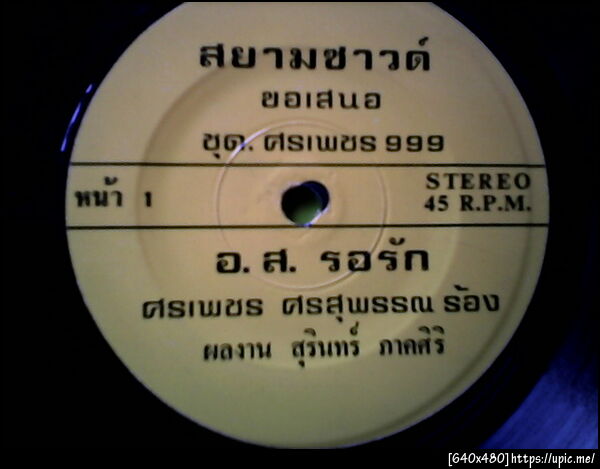 สยามซาวด์
ขอเสนอ
ชุด. ศรเพชร 999
หน้า 1
STEREO
45 R.P.M.
อ. ส. รอรัก
ศรเพชร ศรสุพรรณ ร้อง
ผลงาน สุรินทร์ ภาคศิริ
[640x480]https://upic.me/